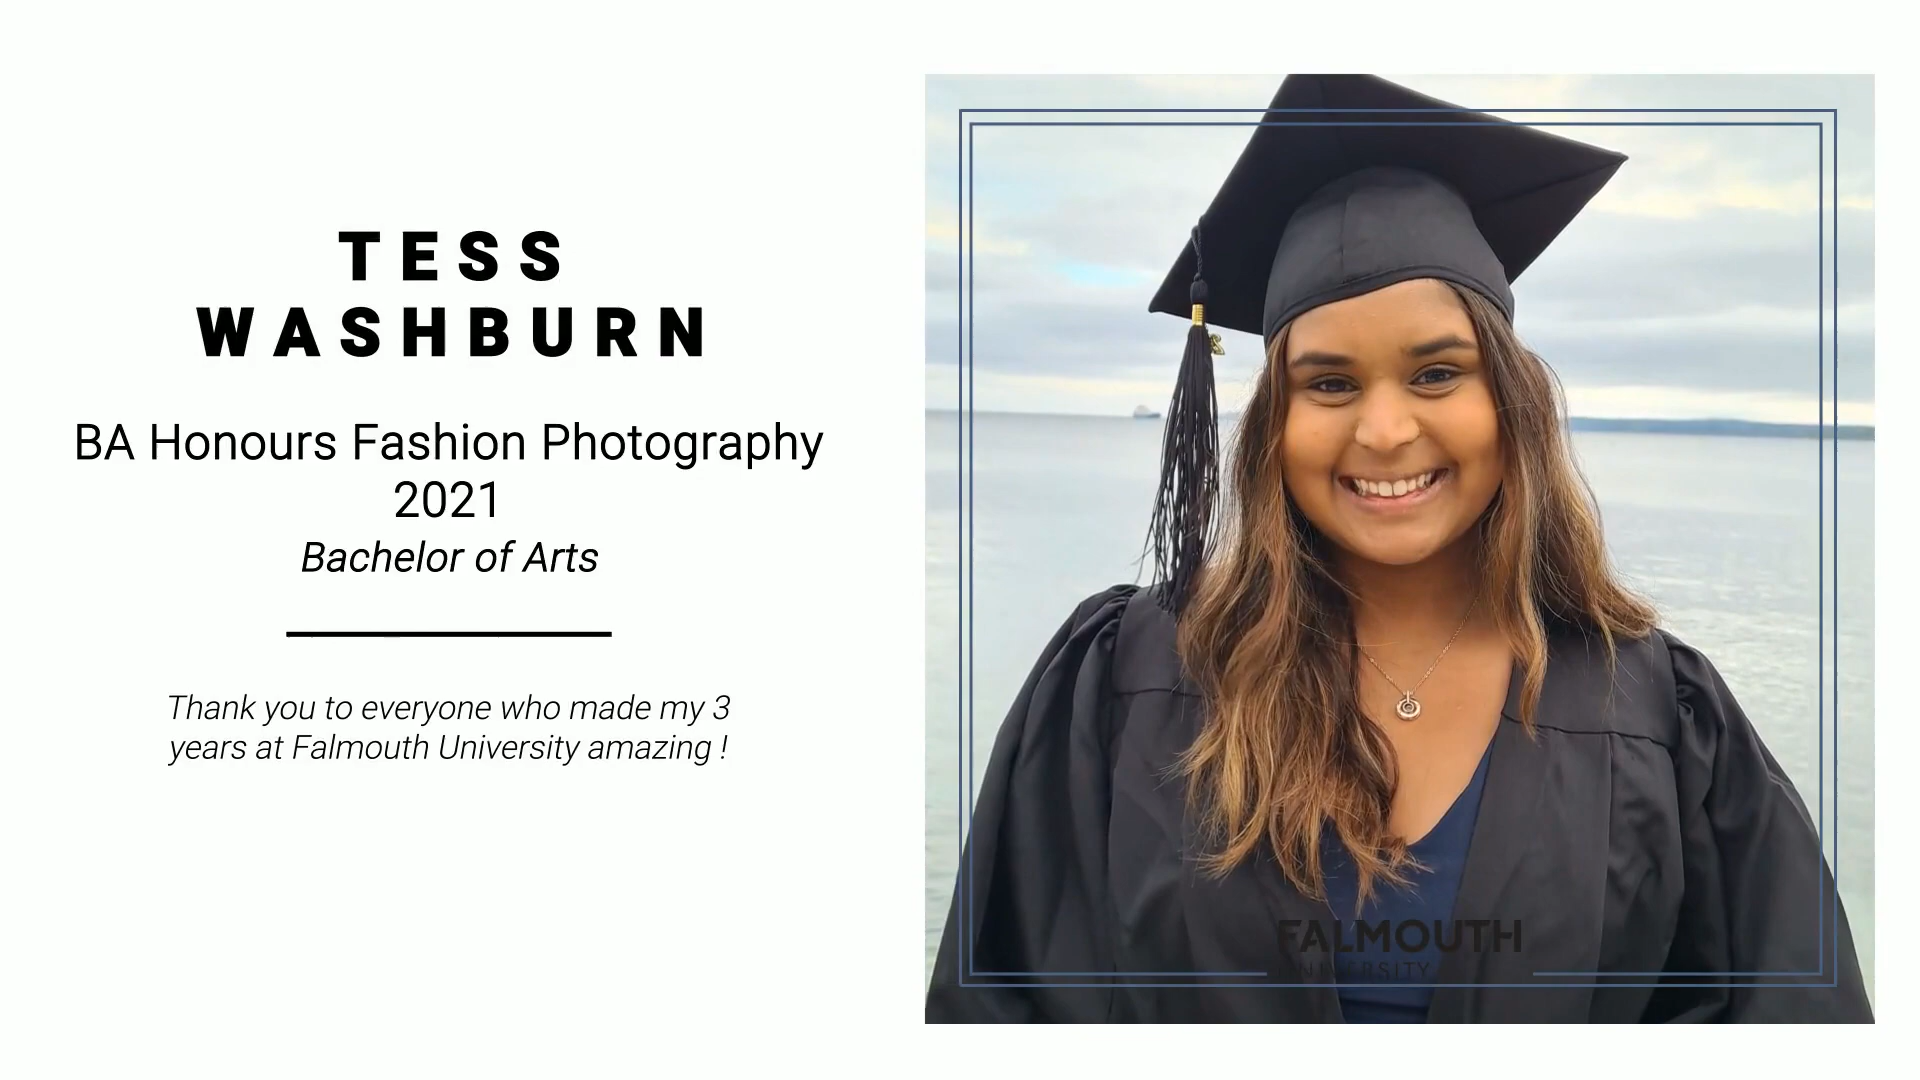 TESS
WASHBURN
BA Honours Fashion Photography
2021
Bachelor of Arts
Thank you to everyone who made my 3
years at Falmouth University amazing !
FALMOUTH
UNIVERSITY